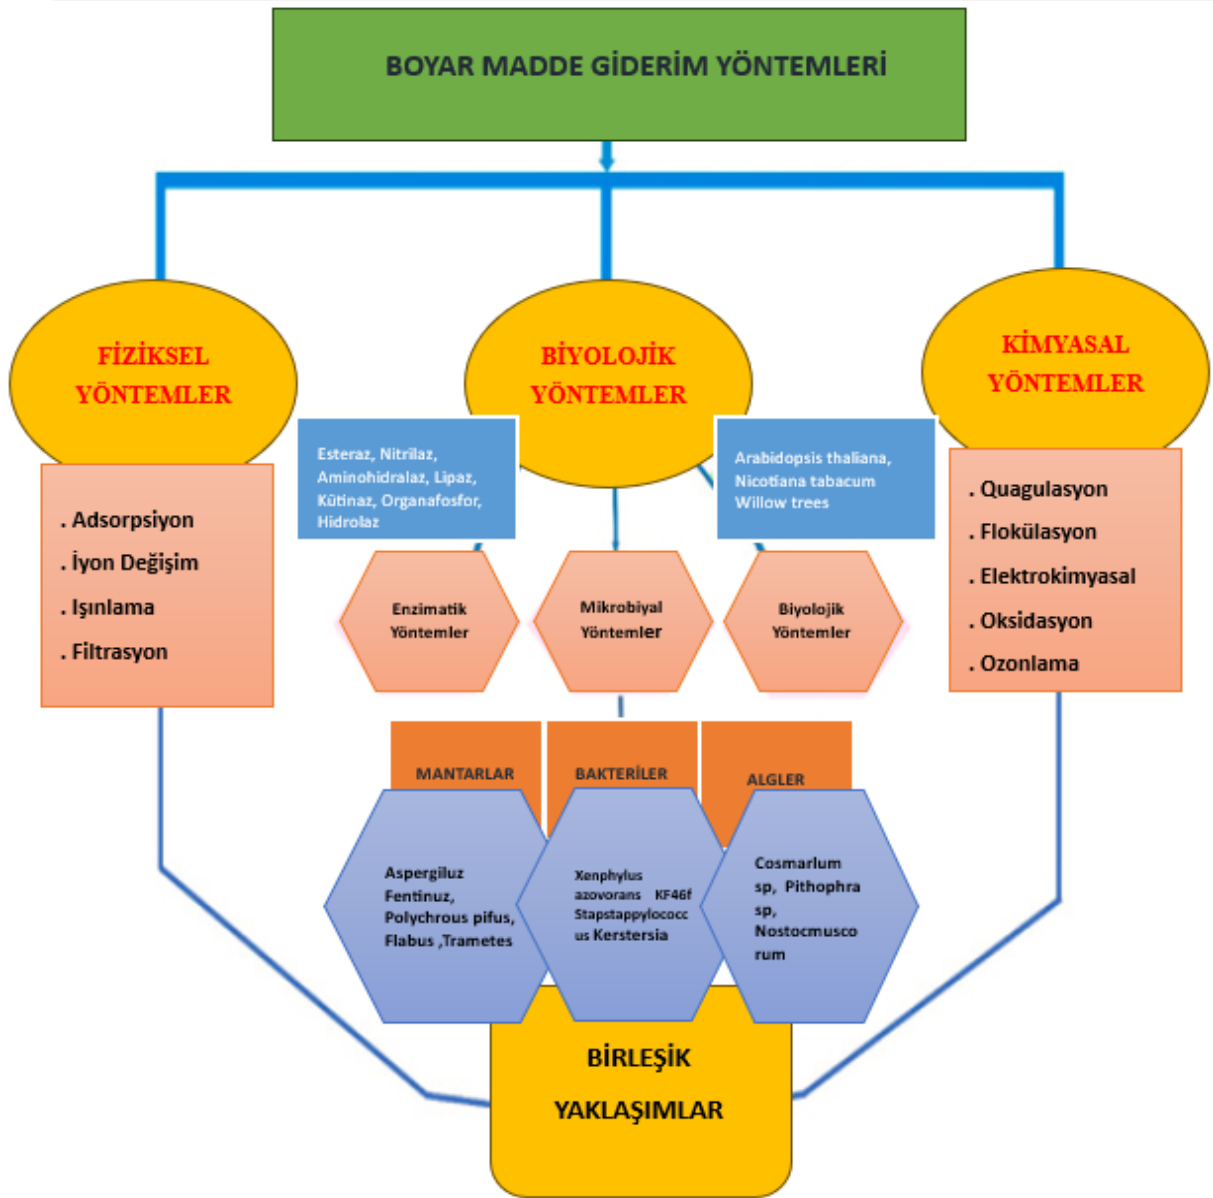 BOYAR MADDE GİDERİM YÖNTEMLERİ
FİZİKSEL
YÖNTEMLER
BİYOLOJİK
YÖNTEMLER
KİMYASAL
YÖNTEMLER
Esteraz, Nitrilaz,
Aminohidralaz, Lipaz,
Kütinaz, Organafosfor,
Hidrolaz
Arabidopsis thaliana,
Nicotiana tabacum
Willow trees
. Adsorpsiyon
. İyon Değişim
. Işınlama
. Filtrasyon
. Quagulasyon
. Flokülasyon
. Elektrokimyasal
. Oksidasyon
. Ozonlama
Enzimatik
Yöntemler
Mikrobiyal
Yöntemler
Biyolojik
Yöntemler
MANTARLAR
BAKTERİLER
ALGLER
Aspergiluz
Fentinuz,
Polychrous pifus,
Flabus ,Trametes
Xenphylus
azovorans KF46f
Stapstappylococc
us Kerstersia
Cosmarlum
sp, Pithophra
sp,
Nostocmusco
rum
BİRLEŞİK
YAKLAŞIMLAR